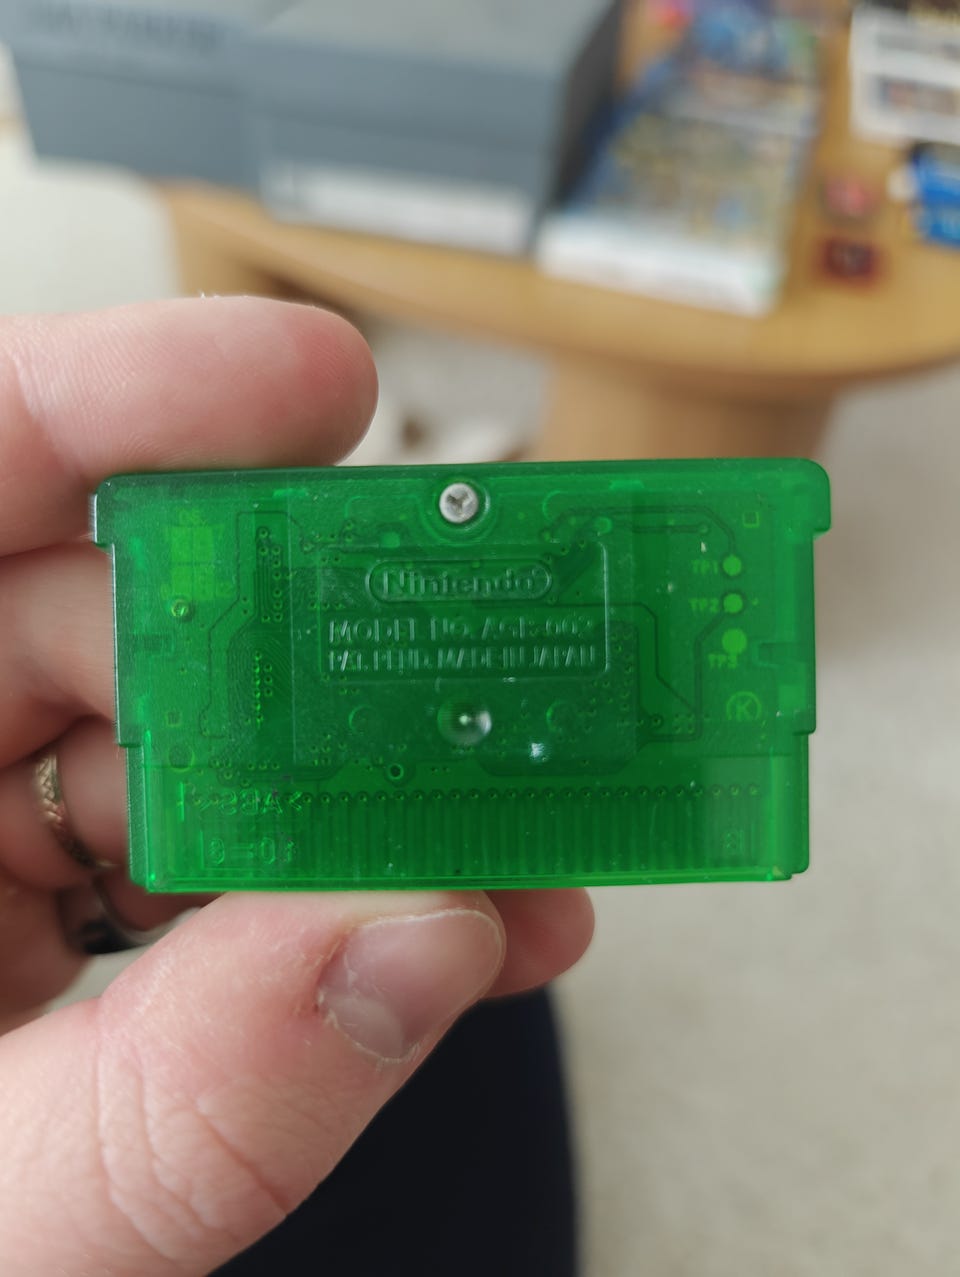 Nintendo®
MODEL NO. AGB-002
PAT. PEND. MADE IN JAPAN
TP1
TP2
TP3
K